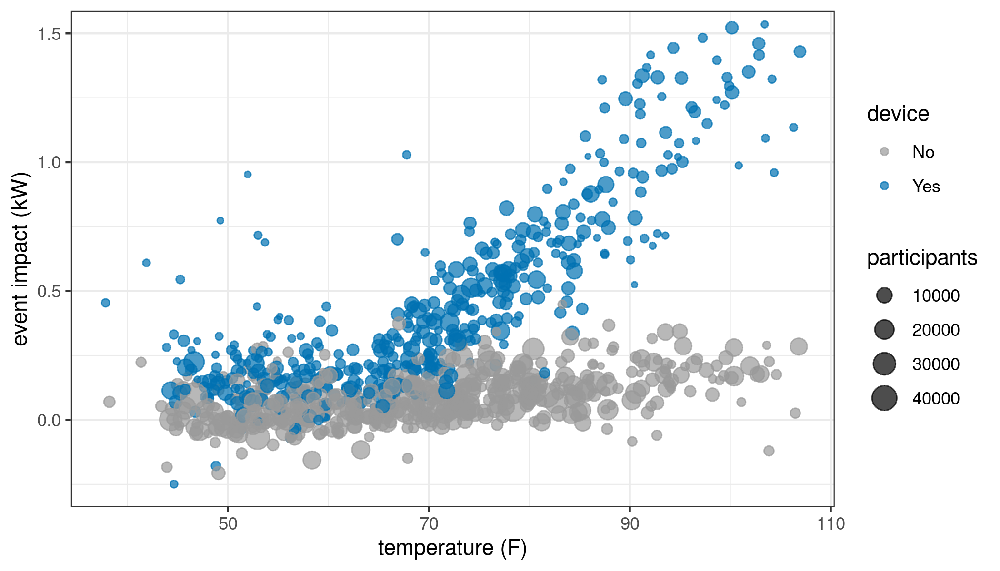 1.5
1.0
0.5
0.0
event impact (kW)
50
70
90
110
temperature (F)
device
No
Yes
participants
10000
20000
30000
40000